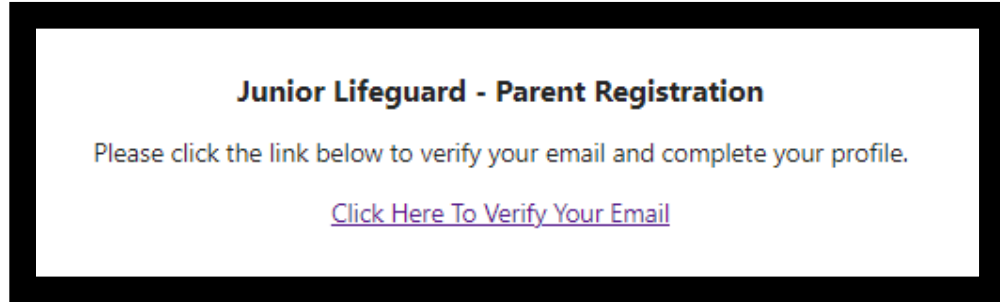 Junior Lifeguard - Parent Registration
Please click the link below to verify your email and complete your profile.
Click Here To Verify Your Email